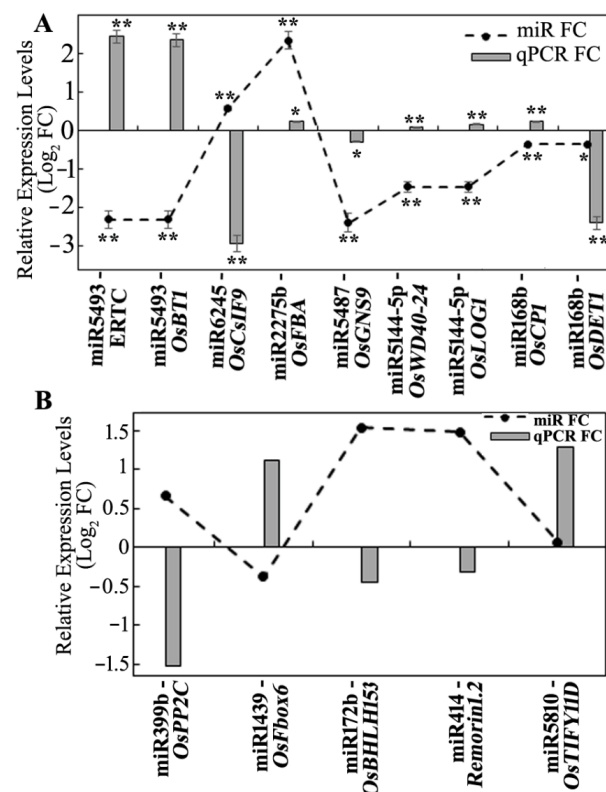 A
miR FC
qPCR FC
Relative Expression Levels
(Log2 FC)
2
1
0
-1
-2
-3
** ** ** ** * * ** ** ** **
** ** ** ** ** ** ** * **
miR5493-
ERTC
miR5493-
OsBT1
miR6245-
OsCsIF9
miR2275b-
OsFBA
miR5487-
OsGNS9
miR5144-5p-
OsWD40-24
miR5144-5p-
OsLOG1
miR168b-
OsCP1
miR168b-
OsDET1
B
miR FC
qPCR FC
Relative Expression Levels
(Log2 FC)
1.5
1
0.5
0
-0.5
-1
-1.5
miR399b-
OsPP2C
miR1439-
OsFbox6
miR172b-
OsBHLH153
miR414-
Remorin1.2
miR5810-
OsTIFY11D